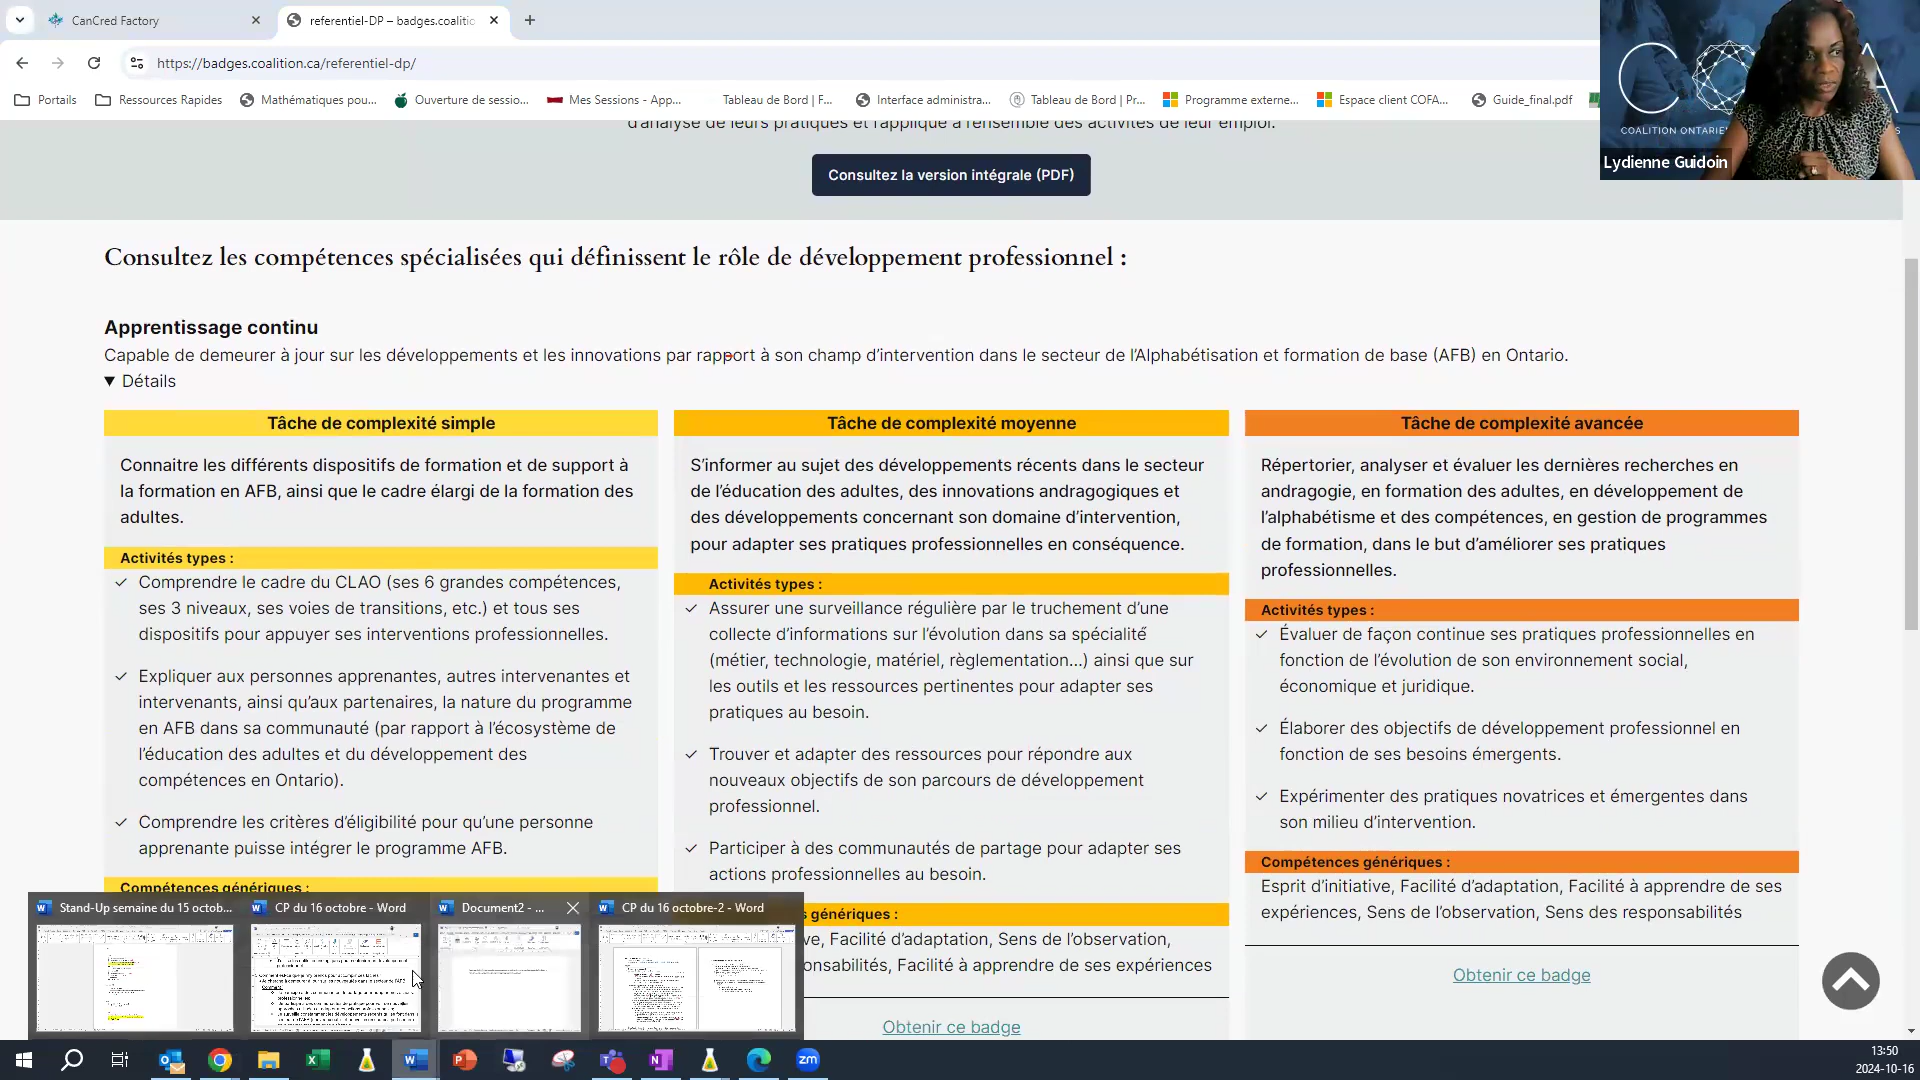 CanCred Factory
referentiel-DP – badges.coalitio
https://badges.coalition.ca/referentiel-dp/
Portails
Ressources Rapides
Mathématiques pou...
Ouverture de sessio...
Mes Sessions - App...
Tableau de Bord | F...
Interface administra...
Tableau de Bord | Pr...
Programme externe...
Espace client COFA...
Guide_final.pdf
COALITION ONTARIE
Lydienne Guidoin
d'analyse de leurs pratiques et l'applique à l'ensemble des activités de leur emploi.
Consultez la version intégrale (PDF)
Consultez les compétences spécialisées qui définissent le rôle de développement professionnel :
Apprentissage continu
Capable de demeurer à jour sur les développements et les innovations par rapport à son champ d'intervention dans le secteur de l'Alphabétisation et formation de base (AFB) en Ontario.
▼ Détails
Tâche de complexité simple
Connaitre les différents dispositifs de formation et de support à
la formation en AFB, ainsi que le cadre élargi de la formation des
adultes.
Activités types :
Comprendre le cadre du CLAO (ses 6 grandes compétences,
ses 3 niveaux, ses voies de transitions, etc.) et tous ses
dispositifs pour appuyer ses interventions professionnelles.
Expliquer aux personnes apprenantes, autres intervenantes et
intervenants, ainsi qu'aux partenaires, la nature du programme
en AFB dans sa communauté (par rapport à l'écosystème de
l'éducation des adultes et du développement des
compétences en Ontario).
Comprendre les critères d'éligibilité pour qu'une personne
apprenante puisse intégrer le programme AFB.
Compétences génériques :
Tâche de complexité moyenne
S'informer au sujet des développements récents dans le secteur
de l'éducation des adultes, des innovations andragogiques et
des développements concernant son domaine d'intervention,
pour adapter ses pratiques professionnelles en conséquence.
Activités types :
Assurer une surveillance régulière par le truchement d'une
collecte d'informations sur l'évolution dans sa spécialité
(métier, technologie, matériel, règlementation...) ainsi que sur
les outils et les ressources pertinentes pour adapter ses
pratiques au besoin.
Trouver et adapter des ressources pour répondre aux
nouveaux objectifs de son parcours de développement
professionnel.
Participer à des communautés de partage pour adapter ses
actions professionnelles au besoin.
génériques :
ve, Facilité d'adaptation, Sens de l'observation,
onsabilités, Facilité à apprendre de ses expériences
Obtenir ce badge
Tâche de complexité avancée
Répertorier, analyser et évaluer les dernières recherches en
andragogie, en formation des adultes, en développement de
l'alphabétisme et des compétences, en gestion de programmes
de formation, dans le but d'améliorer ses pratiques
professionnelles.
Activités types :
Évaluer de façon continue ses pratiques professionnelles en
fonction de l'évolution de son environnement social,
économique et juridique.
Élaborer des objectifs de développement professionnel en
fonction de ses besoins émergents.
Expérimenter des pratiques novatrices et émergentes dans
son milieu d'intervention.
Compétences génériques :
Esprit d'initiative, Facilité d'adaptation, Facilité à apprendre de ses
expériences, Sens de l'observation, Sens des responsabilités
Obtenir ce badge
Stand-Up semaine du 15 octob...
CP du 16 octobre - Word
Document2 - ...
CP du 16 octobre-2 - Word
13:50
2024-10-16